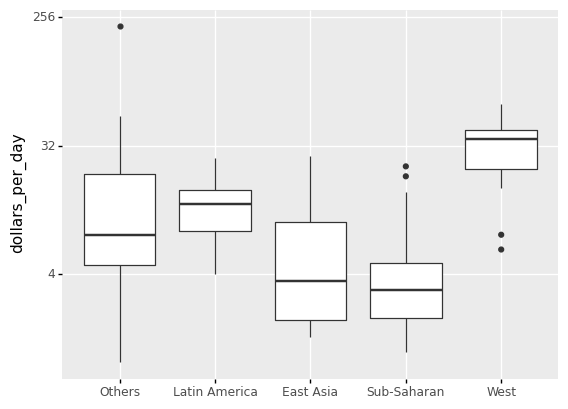 256
32
4
dollars_per_day
Others
Latin America
East Asia
Sub-Saharan
West